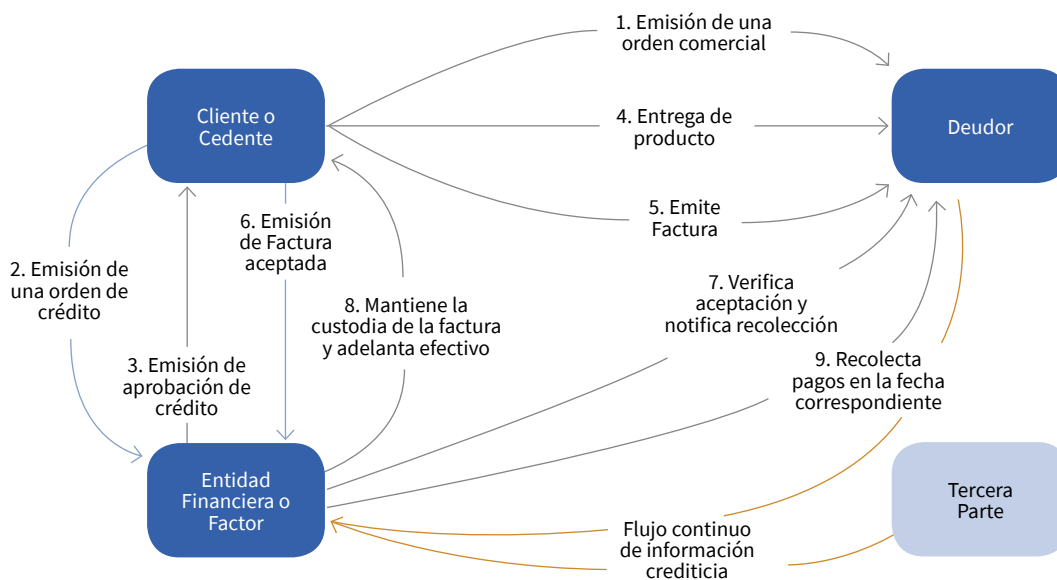 1. Emisión de una
orden comercial
Cliente o
Cedente
4. Entrega de
producto
Deudor
5. Emite
Factura
6. Emisión
de Factura
aceptada
2. Emisión de
una orden de
crédito
7. Verifica
aceptación y
notifica recolección
8. Mantiene la
custodia de la factura
y adelanta efectivo
3. Emisión de
aprobación de
crédito
9. Recolecta
pagos en la fecha
correspondiente
Entidad
Financiera o
Factor
Tercera
Parte
Flujo continuo
de información
crediticia